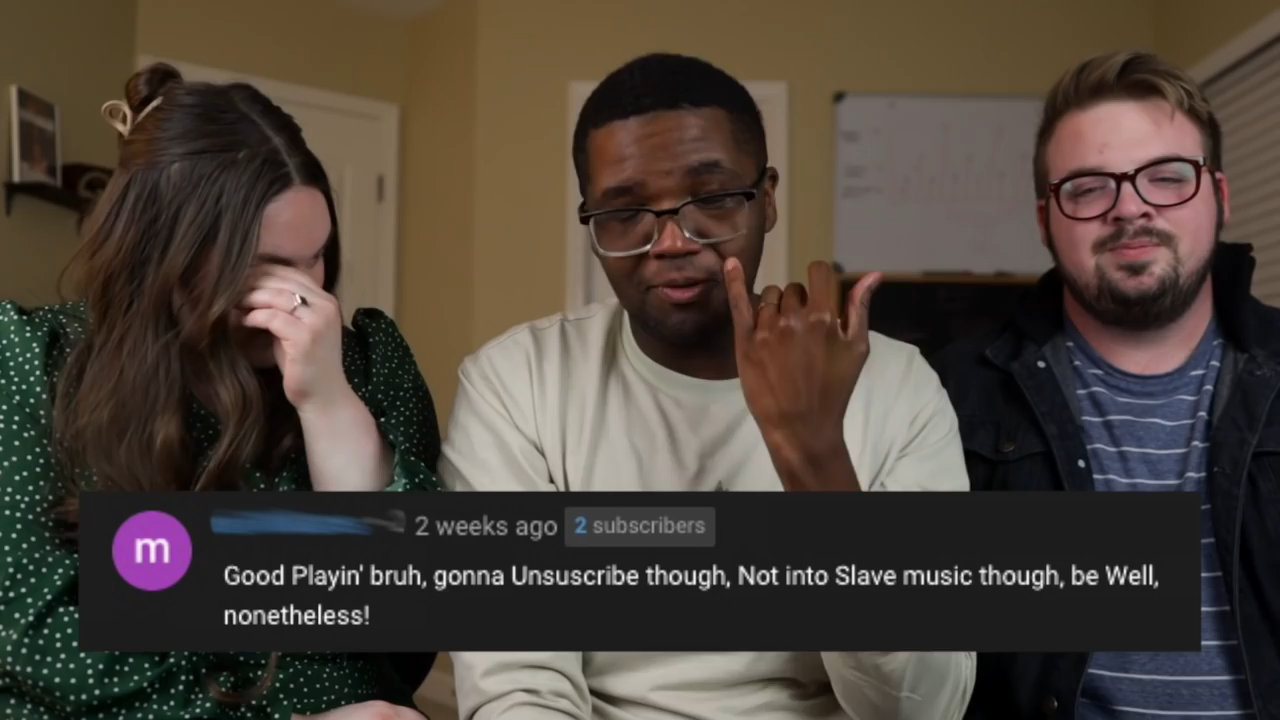 m
2 weeks ago 2 subscribers
Good Playin' bruh, gonna Unsuscribe though, Not into Slave music though, be Well,
nonetheless!